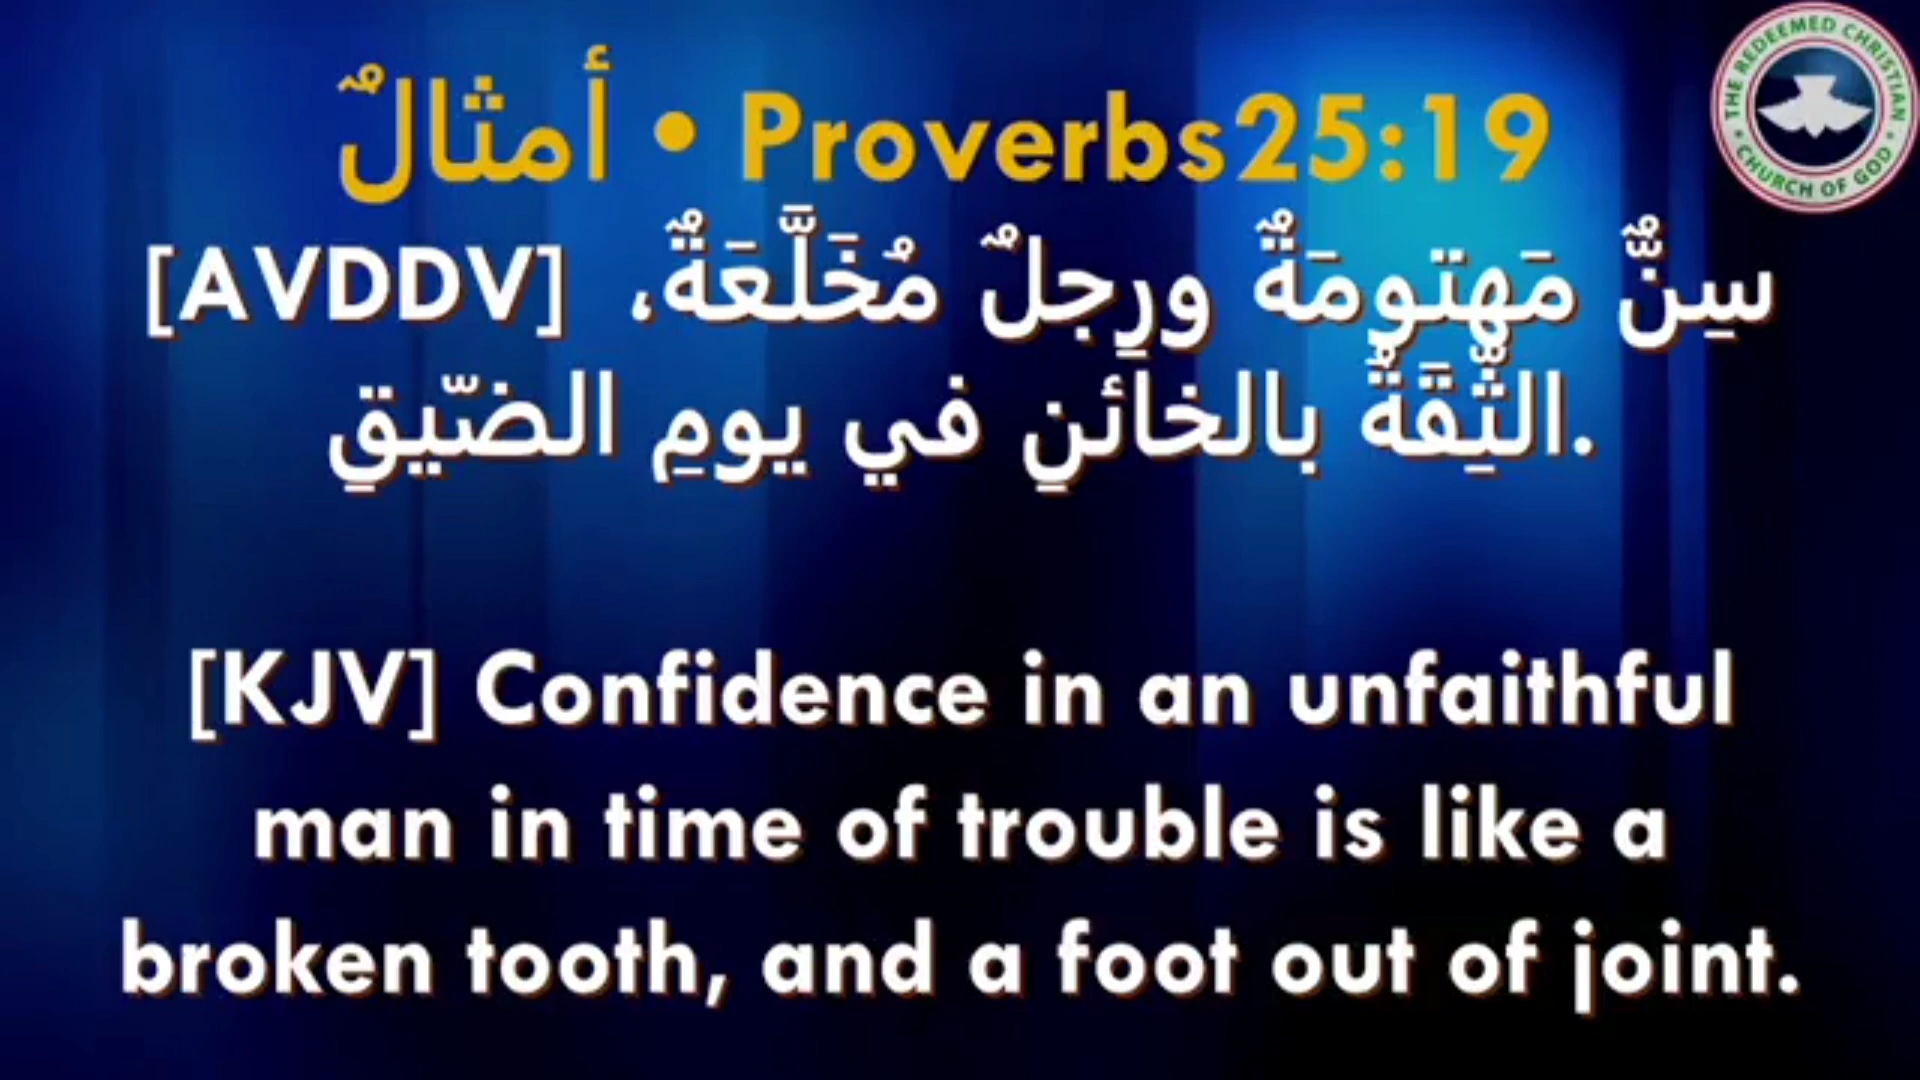 أمثالٌ • Proverbs25:19
[AVDDV] سِنٌّ مَهتومَةٌ ورِجلٌ مُخَلَّعَةٌ،
الثِّقَةُ بالخائنِ في يومِ الضّيقِ.
[KJV] Confidence in an unfaithful
man in time of trouble is like a
broken tooth, and a foot out of joint.
THE REDEEMED CHRISTIAN
• CHURCH OF GOD •